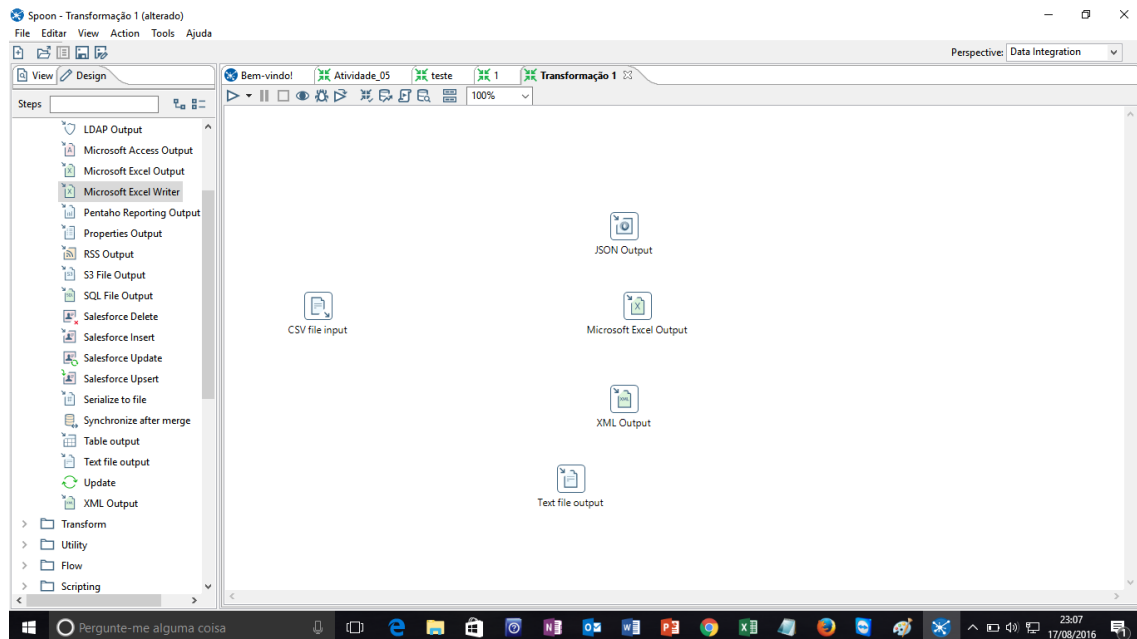 Spoon - Transformação 1 (alterado)
File Editar View Action Tools Ajuda
Perspective: Data Integration
View Design
Bem-vindo! Atividade_05 teste 1 Transformação 1
Steps
100%
LDAP Output
Microsoft Access Output
Microsoft Excel Output
Microsoft Excel Writer
Pentaho Reporting Output
Properties Output
RSS Output
S3 File Output
SQL File Output
Salesforce Delete
Salesforce Insert
Salesforce Update
Salesforce Upsert
Serialize to file
Synchronize after merge
Table output
Text file output
Update
XML Output
Transform
Utility
Flow
Scripting
JSON Output
CSV file input
Microsoft Excel Output
XML Output
Text file output
Pergunte-me alguma coisa
23:07
17/08/2016